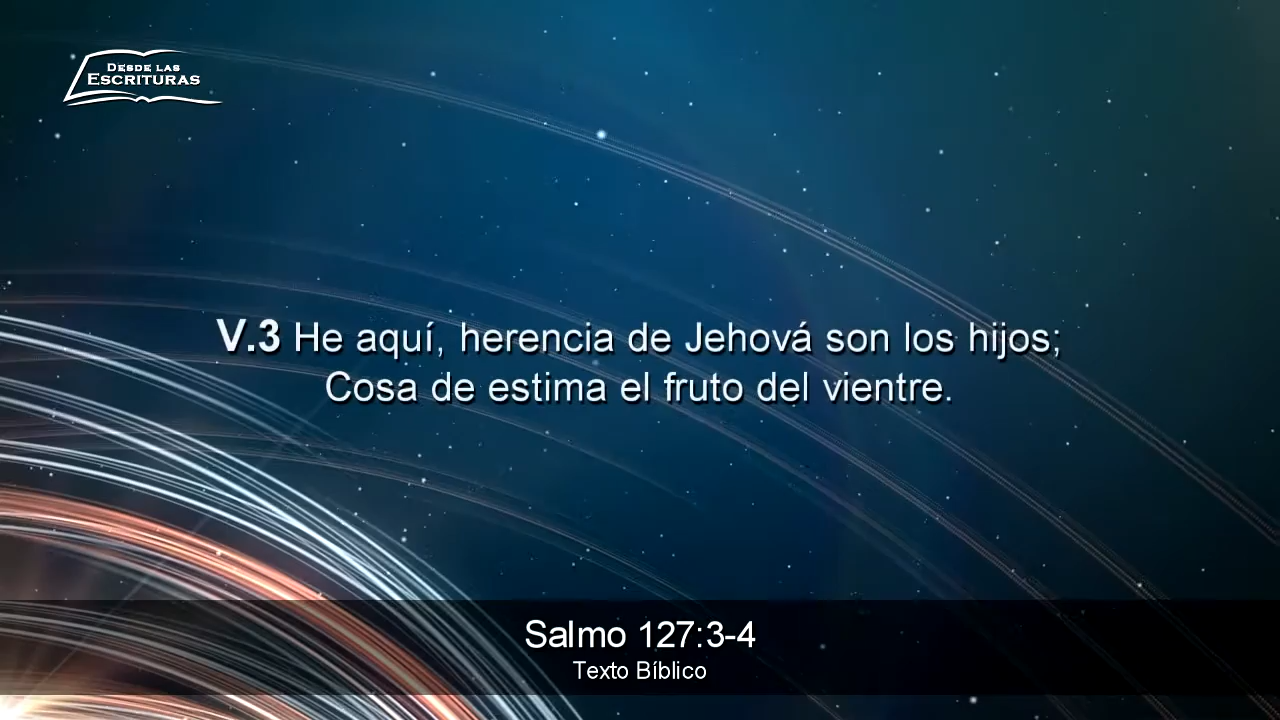 DESDE LAS
ESCRITURAS
V.3 He aquí, herencia de Jehová son los hijos;
Cosa de estima el fruto del vientre.
Salmo 127:3-4
Texto Bíblico